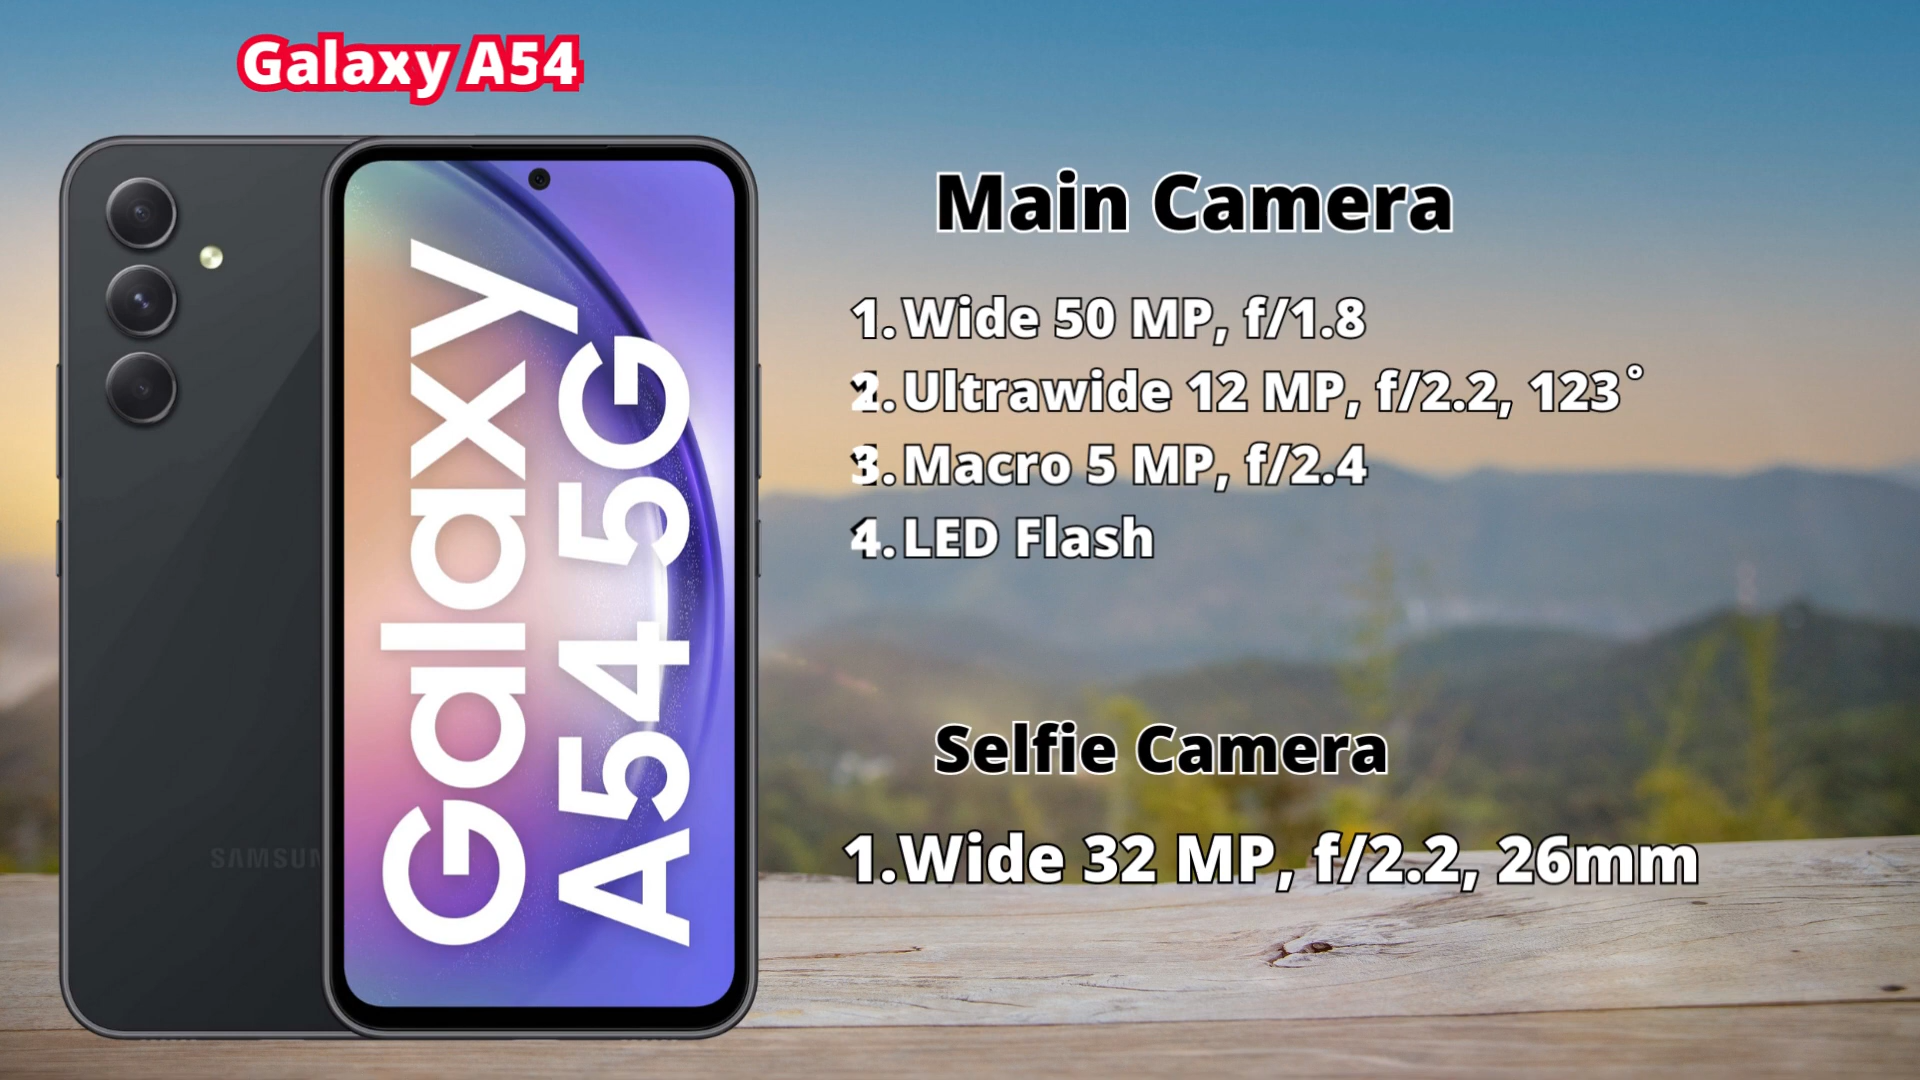 Galaxy A54
Galaxy
A54 5G
Main Camera
1. Wide 50 MP, f/1.8
2. Ultrawide 12 MP, f/2.2, 123°
3. Macro 5 MP, f/2.4
4. LED Flash
SAMSUN
Selfie Camera
1.Wide 32 MP, f/2.2, 26mm